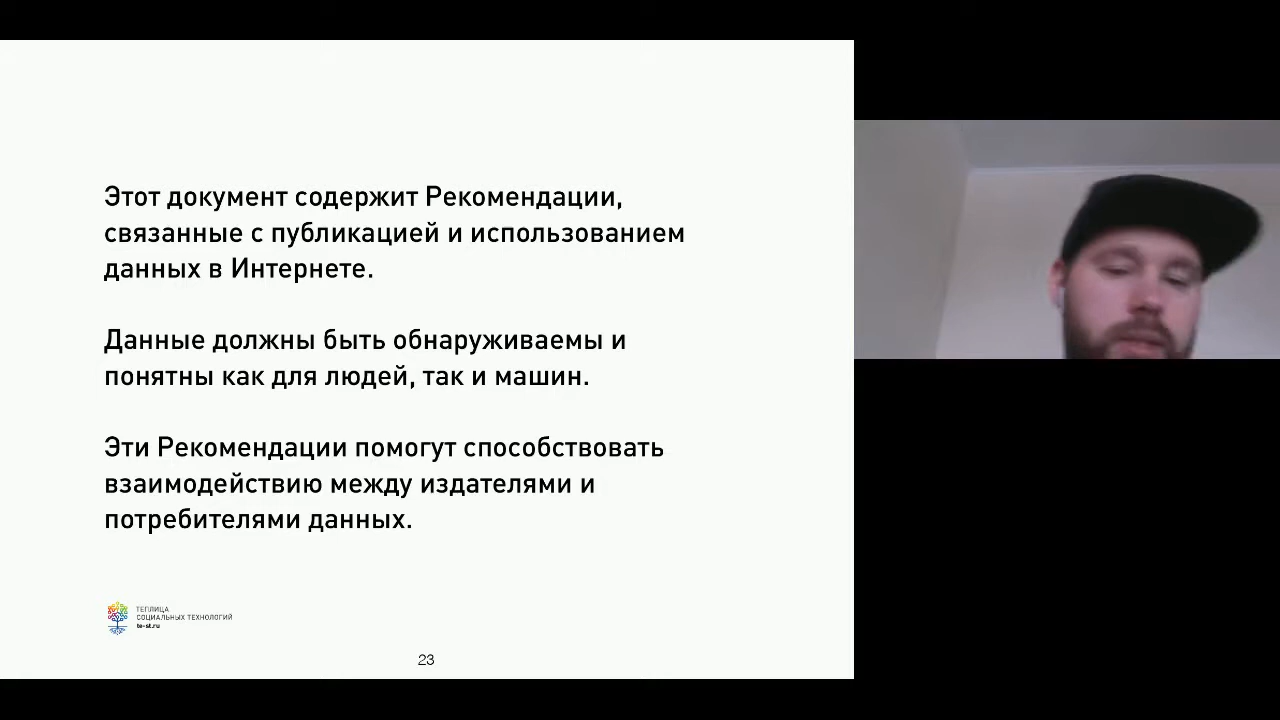 Этот документ содержит Рекомендации,
связанные с публикацией и использованием
данных в Интернете.
Данные должны быть обнаруживаемы и
понятны как для людей, так и машин.
Эти Рекомендации помогут способствовать
взаимодействию между издателями и
потребителями данных.
ТЕПЛИЦА
СОЦИАЛЬНЫХ ТЕХНОЛОГИЙ
te-st.ru
23